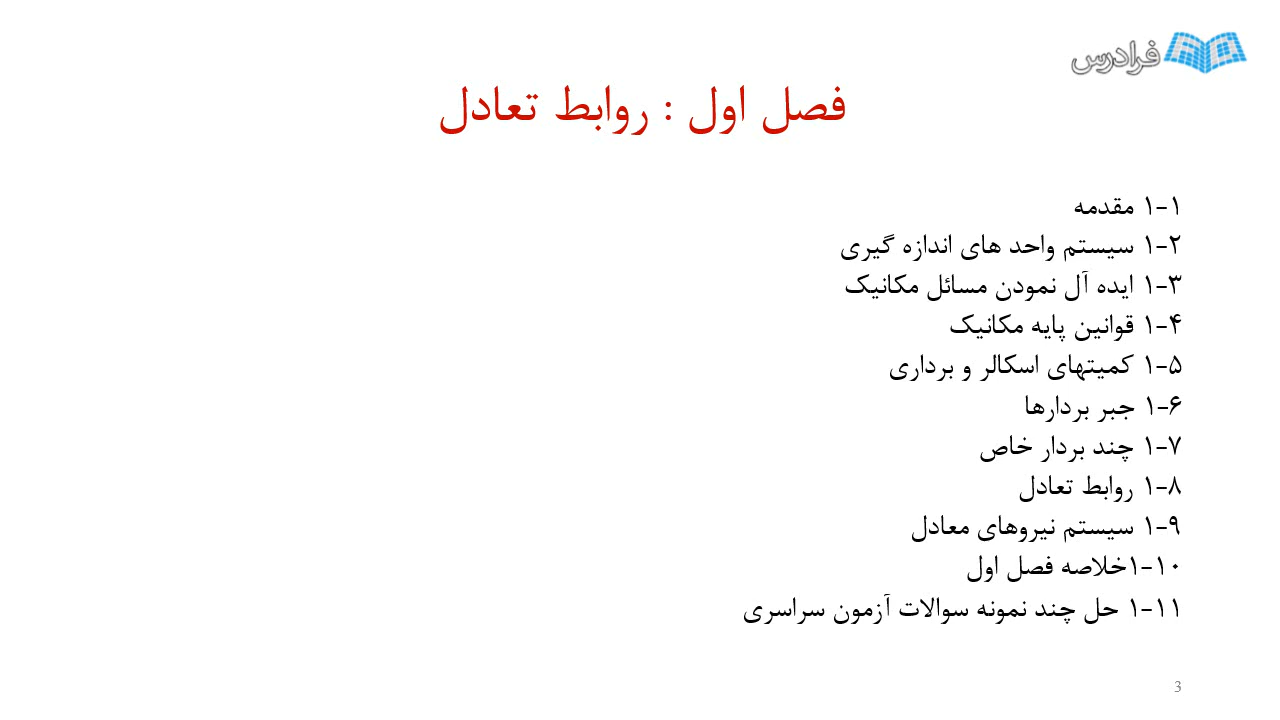 فرادرس
فصل اول : روابط تعادل
۱-۱ مقدمه
۱-۲ سیستم واحد های اندازه گیری
۱-۳ ایده آل نمودن مسائل مکانیک
۱-۴ قوانین پایه مکانیک
۱-۵ کمیتهای اسکالر و برداری
۱-۶ جبر بردارها
۱-۷ چند بردار خاص
۱-۸ روابط تعادل
۱-۹ سیستم نیروهای معادل
۱-۱۰خلاصه فصل اول
۱-۱۱ حل چند نمونه سوالات آزمون سراسری
3